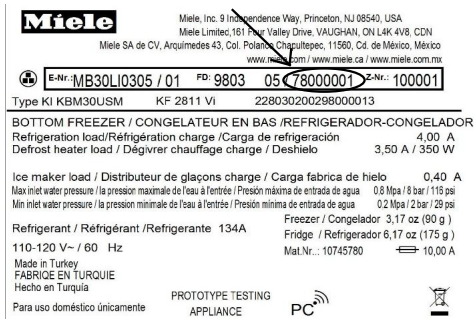 Miele
Miele, Inc. 9 Independence Way, Princeton, NJ 08540, USA
Miele Limited,161 Four Valley Drive, VAUGHAN, ON L4K 4V8, CDN
Miele SA de CV, Arquímedes 43, Col. Polanco Chapultepec, 11560, Cd. de México, México
www.miele.com / www.miele.ca / www.miele.com.mx
E-Nr.: MB30LI0305 / 01 FD: 9803 05 / 78000001 Z-Nr.: 100001
Type KI KBM30USM KF 2811 Vi 228030200298000013
BOTTOM FREEZER / CONGELATEUR EN BAS /REFRIGERADOR-CONGELADOR
Refrigeration load/Réfrigération charge /Carga de refrigeración 4,00 A
Defrost heater load / Dégivrer chauffage charge / Deshielo 3,50 A / 350 W
Ice maker load / Distributeur de glaçons charge / Carga fabrica de hielo 0,40 A
Max inlet water pressure / la pression maximale de l'eau à l'entrée / Presión máxima de entrada de agua 0,8 Mpa / 8 bar / 116 psi
Min inlet water pressure / la pression minimale de l'eau à l'entrée / Presión mínima de entrada de agua 0.2 Mpa / 2 bar / 29 psi
Freezer / Congelador 3,17 oz (90 g )
Refrigerant / Réfrigérant /Refrigerante 134A
Fridge / Refrigerador 6,17 oz (175 g )
110-120 V~ / 60 Hz
Mat.Nr..: 10745780 10,00 A
Made in Turkey
FABRIQE EN TURQUIE
Hecho en Turquía
Para uso doméstico únicamente
PROTOTYPE TESTING
APPLIANCE
PC